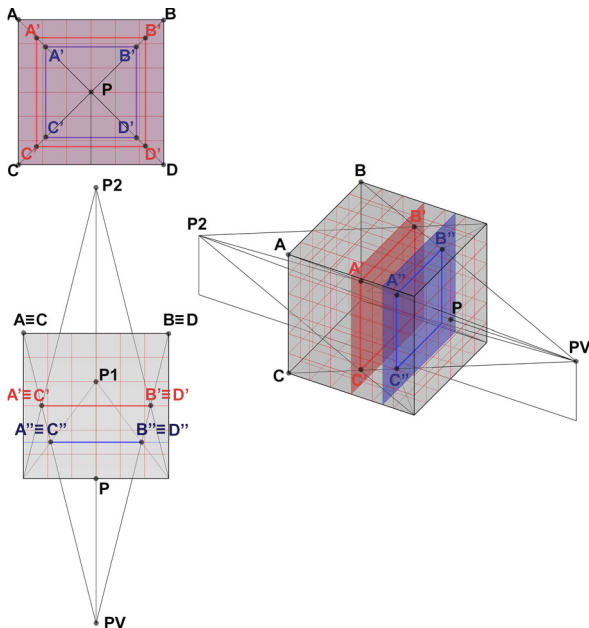 A B
A' B'
A' B'
P
C' D'
C' D'
C D
P2
A≡C B≡D
P1
A'≡C' B'≡D'
A"≡C" B"≡D"
P
PV
B
P2 B'
A B"
A'
A"
P
PV
C C' C"